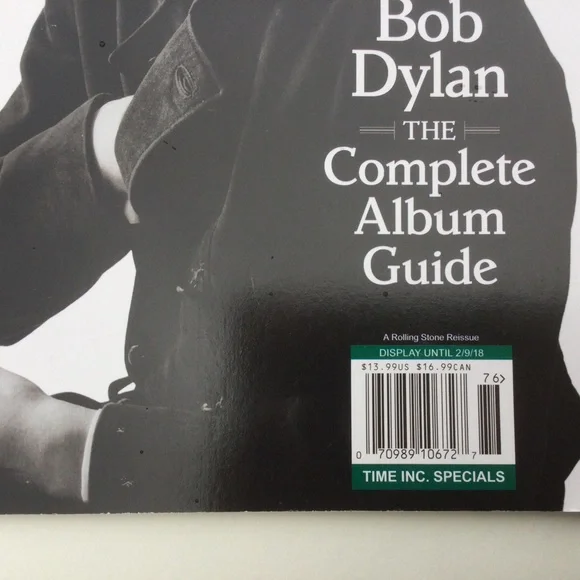 Bob
Dylan
THE
Complete
Album
Guide
A Rolling Stone Reissue
DISPLAY UNTIL 2/9/18
$13.99US $16.99CAN
76>
0 70989 10672 7
TIME INC. SPECIALS